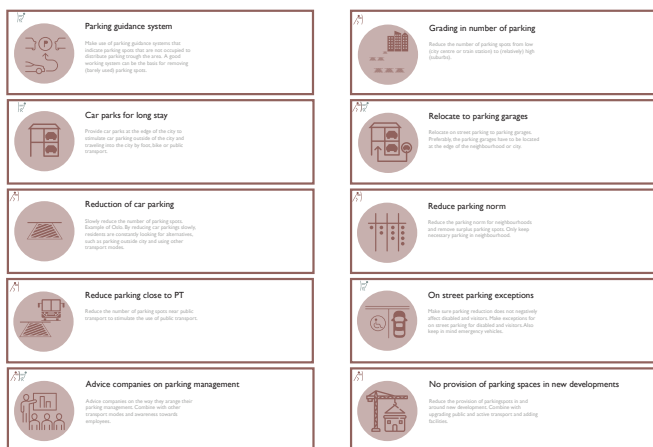 Parking guidance system
Make use of parking guidance systems that
indicate parking spots that are not occupied to
distribute parking trough the area. A good
working system can be the basis for removing
(barely used) parking spots.
Car parks for long stay
Provide car parks at the edge of the city to
stimulate car parking outside of the city and
traveling into the city by foot, bike or public
transport.
Reduction of car parking
Slowly reduce the number of parking spots.
Example of Oslo. By reducing car parkings slowly,
residents are constantly looking for alternatives,
such as parking outside city and using other
transport modes.
Reduce parking close to PT
Reduce the number of parking-spots near public
transport to stimulate the use of public transport.
Advice companies on parking management
Advice companies on the way they arrange their
parking management. Combine with other
transport modes and awareness towards
employees.
Grading in number of parking
Reduce the number of parking spots from low
(city centre or train station) to (relatively) high
(suburbs).
Relocate to parking garages
Relocate on street parking to parking garages.
Preferably, the parking garages have to be located
at the edge of the neighbourhood or city.
Reduce parking norm
Reduce the parking norm for neighbourhoods
and remove surplus parking spots. Only keep
necessary parking in neighbourhood.
On street parking exceptions
Make sure parking reduction does not negatively
affect disabled and visitors. Make exceptions for
on street parking for disabled and visitors. Also
keep in mind emergency vehicles.
No provision of parking spaces in new developments
Reduce the provision of parkingspots in and
around new development. Combine with
upgrading public and active transport and adding
facilities.